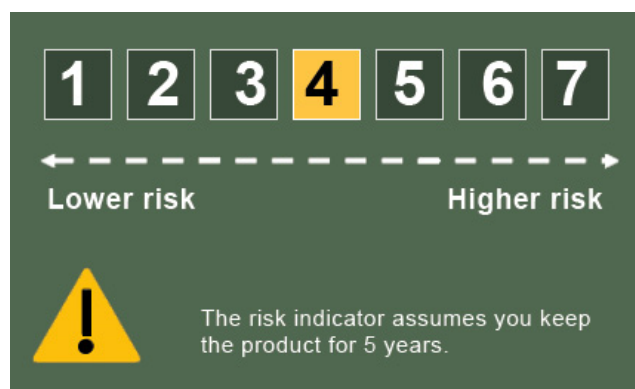 1 2 3 4 5 6 7
Lower risk Higher risk
The risk indicator assumes you keep
the product for 5 years.